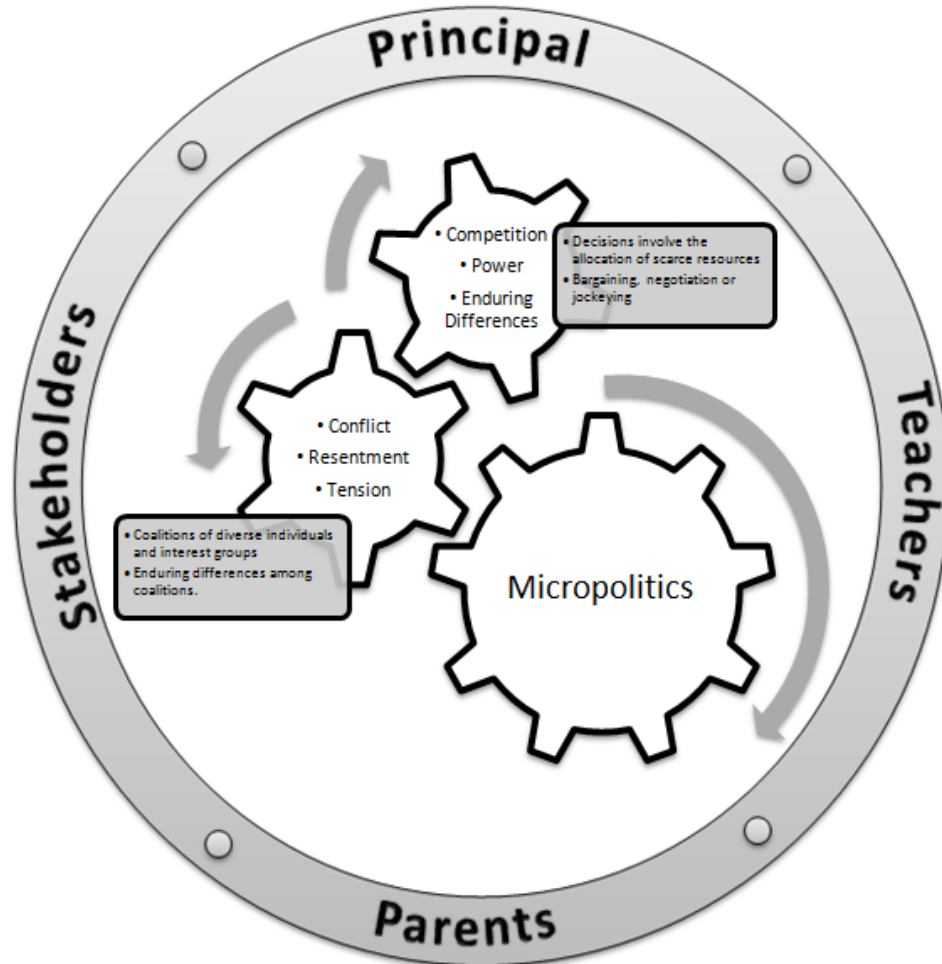 Principal
• Competition
• Power
• Enduring
Differences
• Decisions involve the
allocation of scarce resources
• Bargaining, negotiation or
jockeying
Stakeholders
Teachers
• Conflict
• Resentment
• Tension
• Coalitions of diverse individuals
and interest groups
• Enduring differences among
coalitions.
Micropolitics
Parents